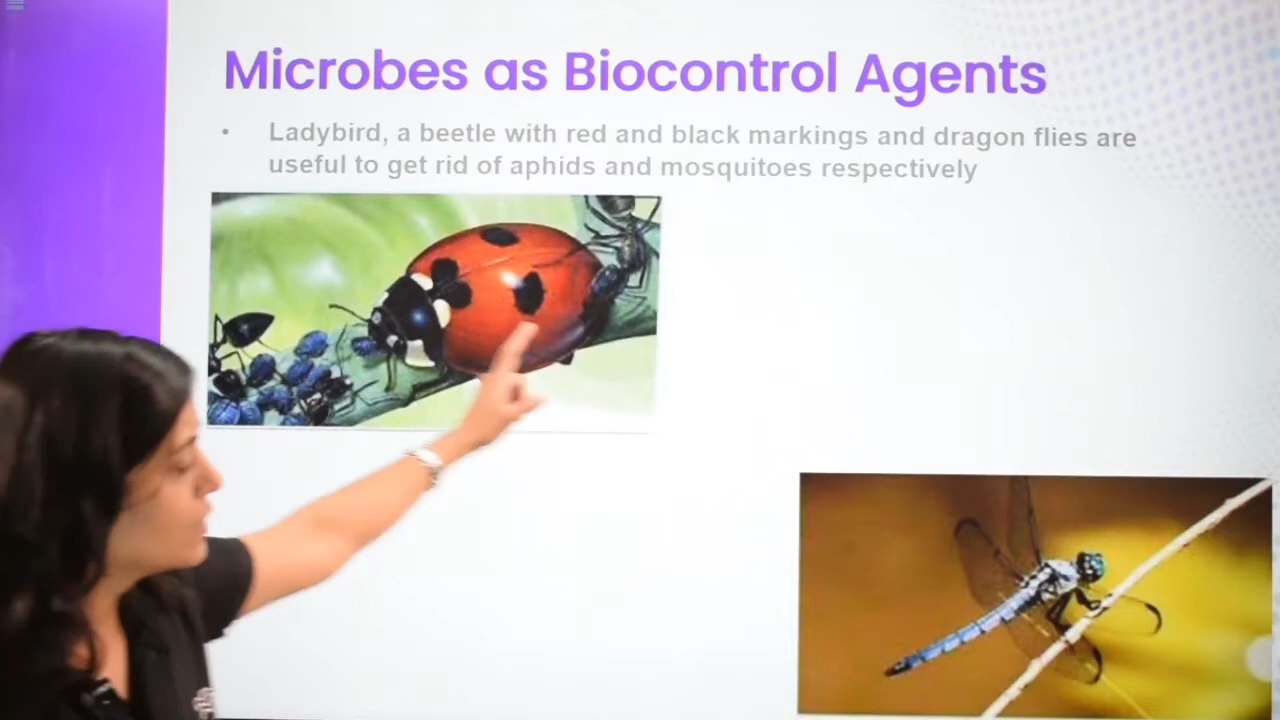 Microbes as Biocontrol Agents
• Ladybird, a beetle with red and black markings and dragon flies are
useful to get rid of aphids and mosquitoes respectively